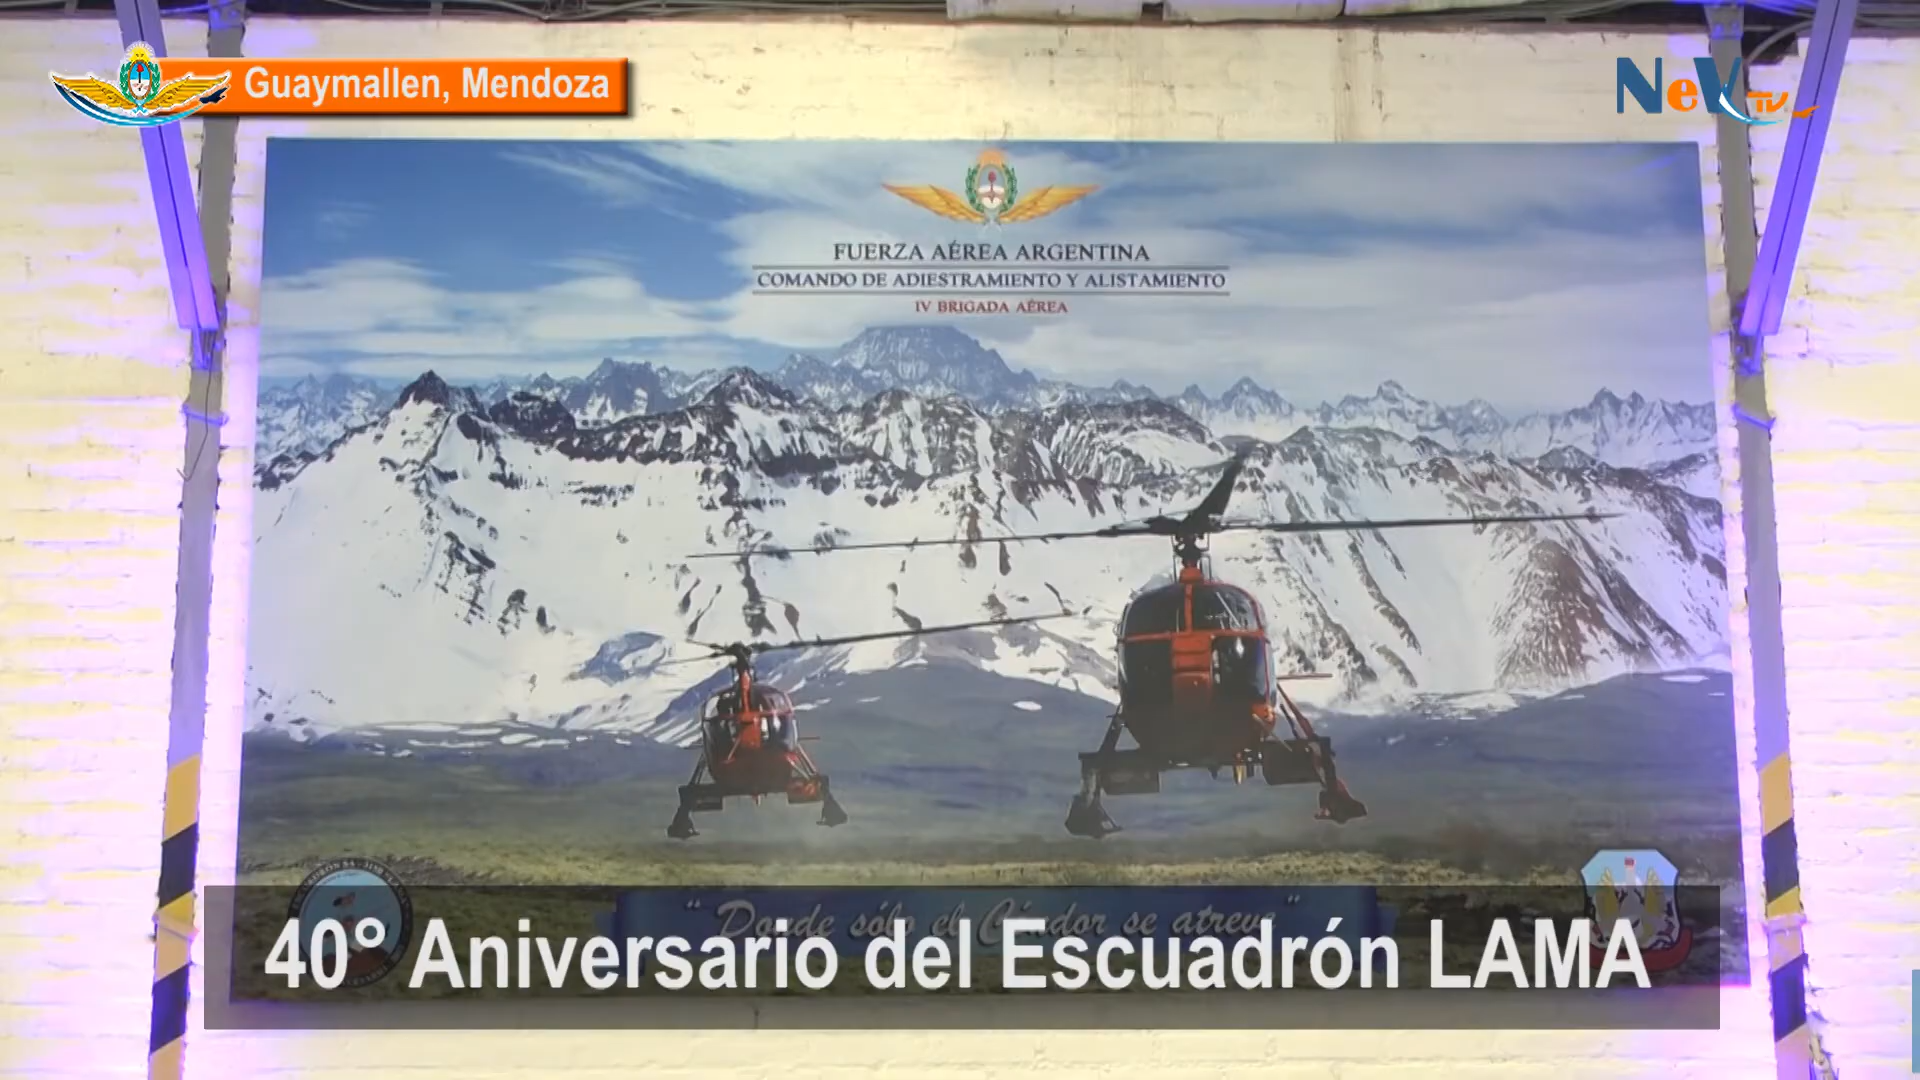 Guaymallen, Mendoza
NeV TV
FUERZA AÉREA ARGENTINA
COMANDO DE ADIESTRAMIENTO Y ALISTAMIENTO
IV BRIGADA AÉREA
"Donde sólo el Cóndor se atreve"
40° Aniversario del Escuadrón LAMA